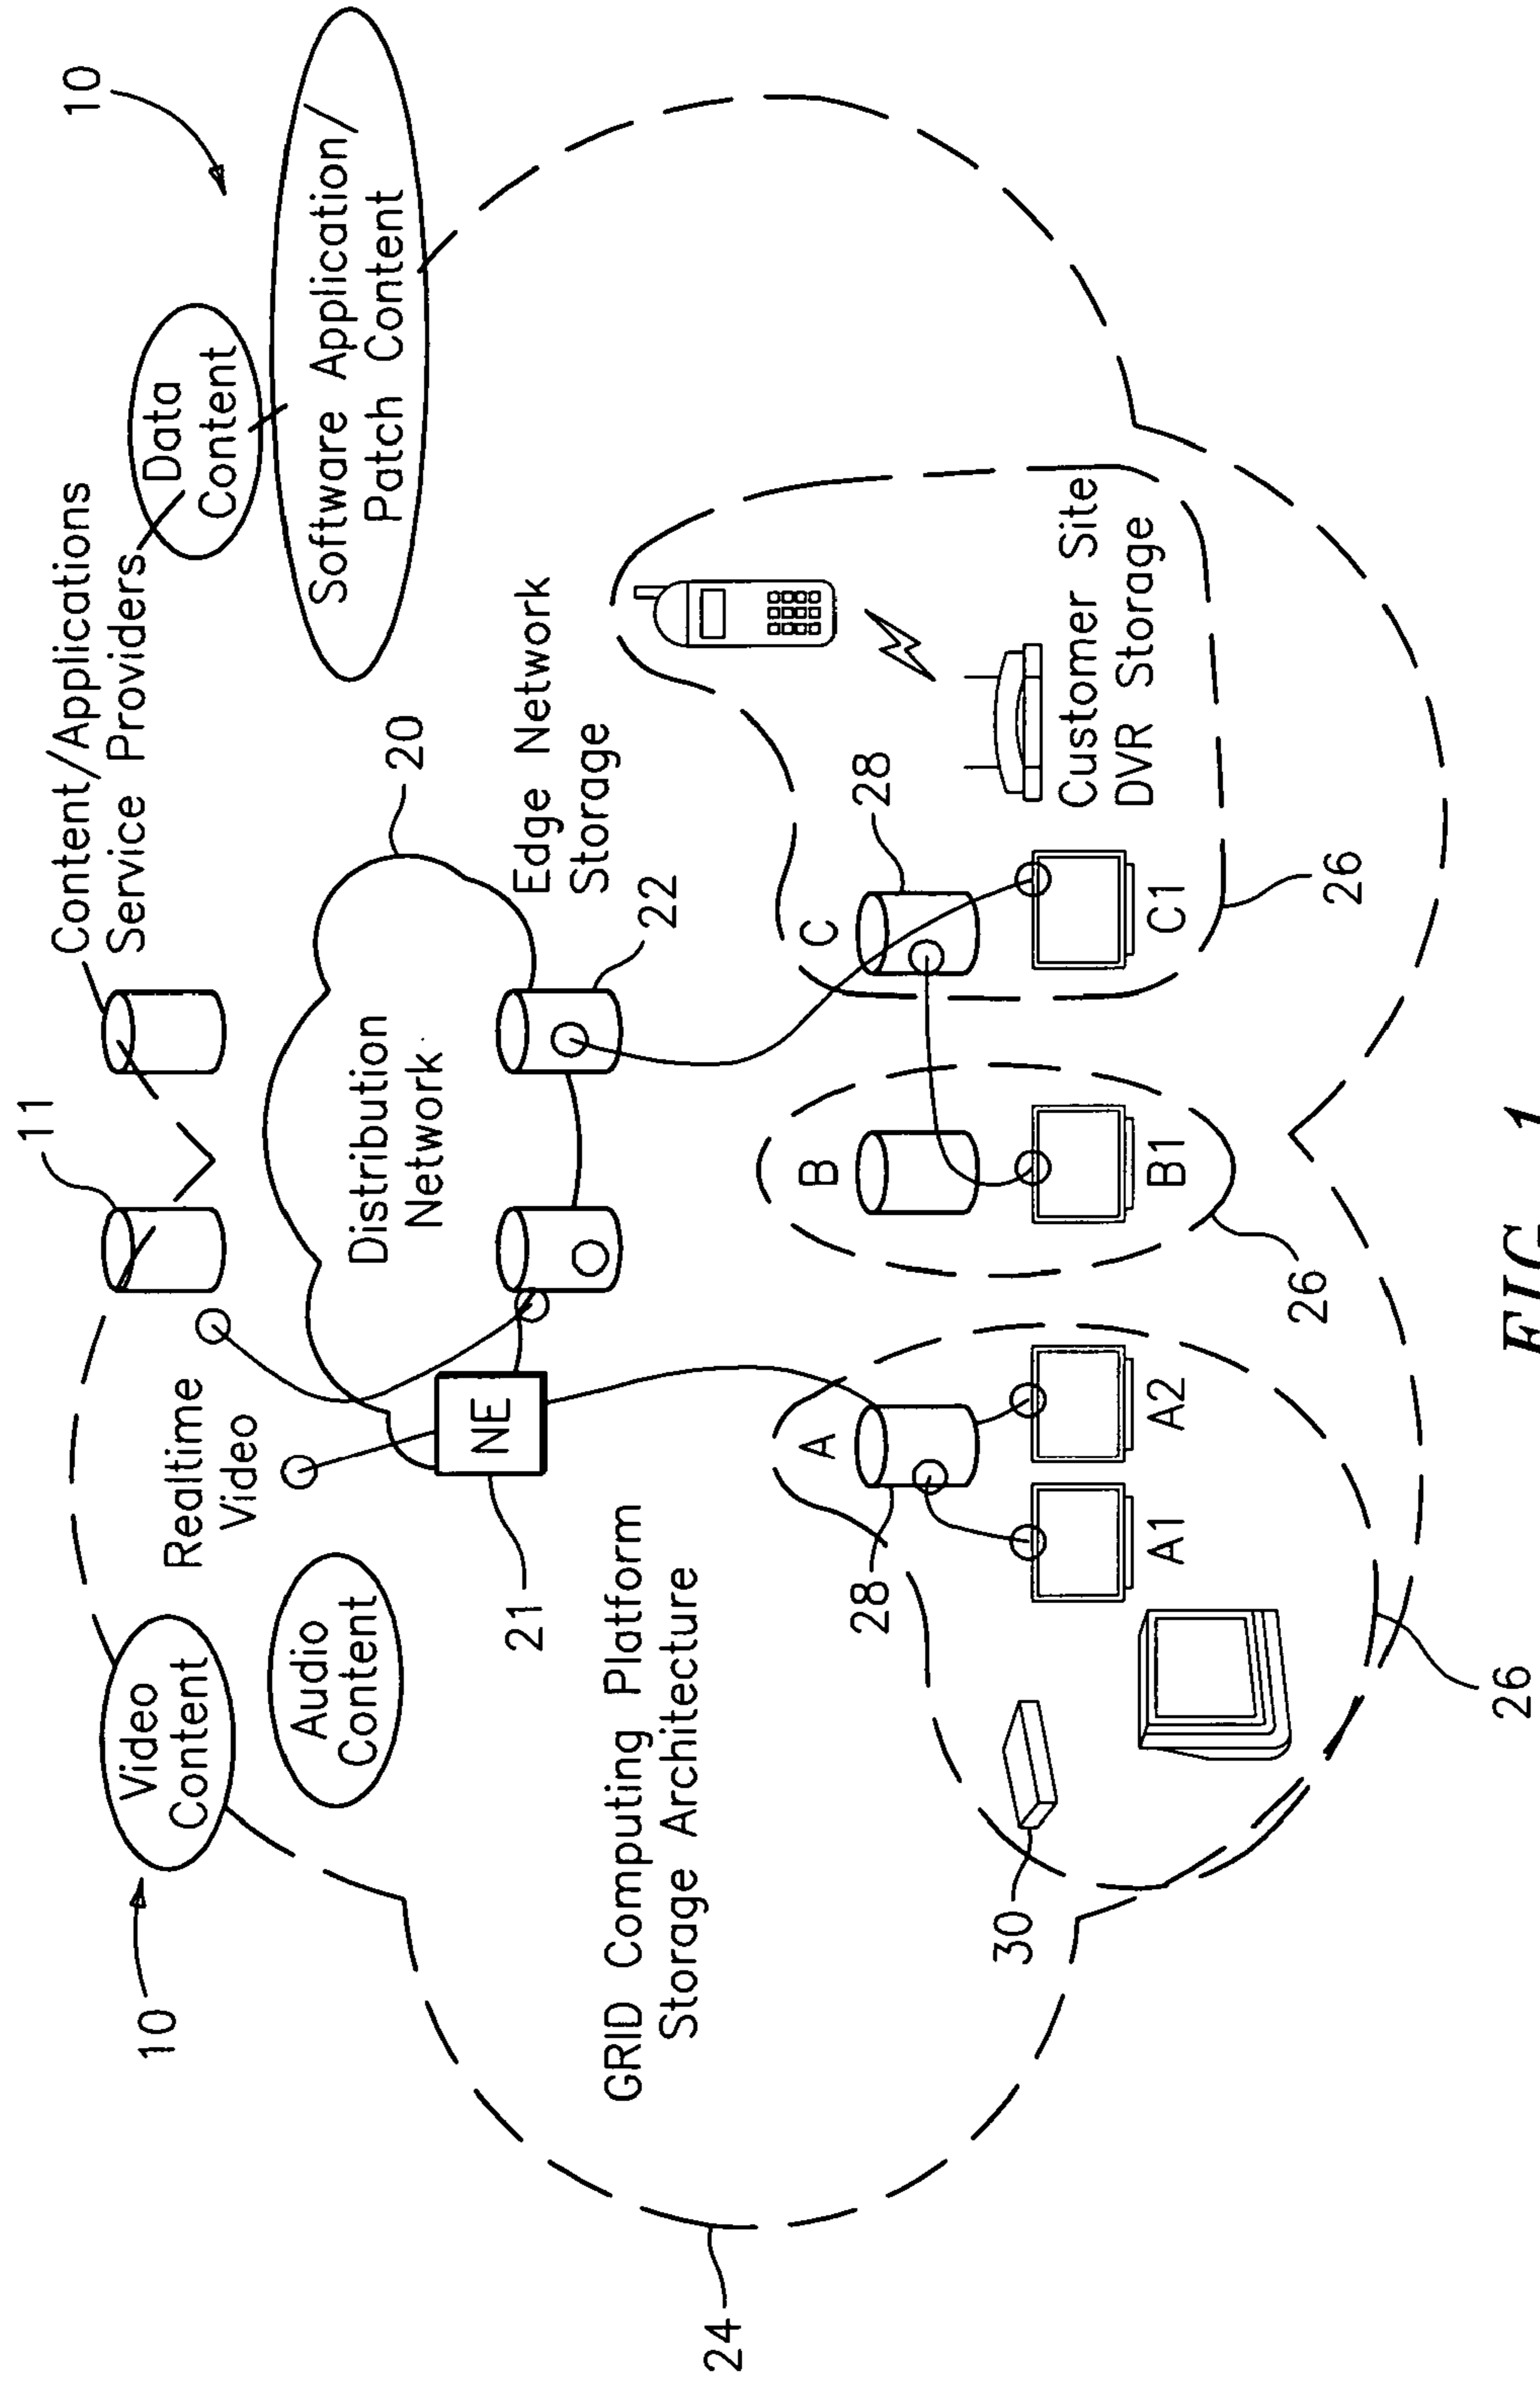 10
Video
Content
Audio
Content
Realtime
Video
11
Content/Applications
Service Providers
Data
Content
10
Software Application/
Patch Content
20
Distribution
Network
NE
21
Edge Network
Storage
22
GRID Computing Platform
Storage Architecture
24
A
28
A1
A2
30
26
B
B1
26
C
28
C1
26
Customer Site
DVR Storage
FIG. 1